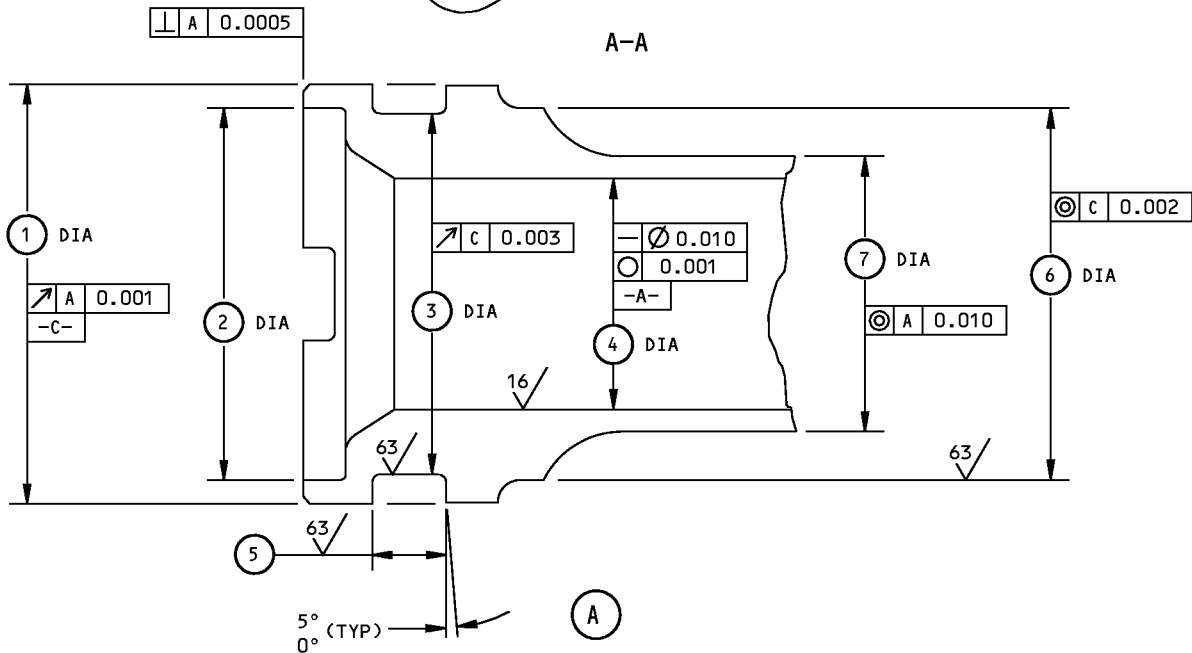 ⊥ A 0.0005
A-A
◎ C 0.002
1 DIA
↗ C 0.003
— Ø 0.010
○ 0.001
-A-
7 DIA
6 DIA
↗ A 0.001
-C-
2 DIA
3 DIA
4 DIA
◎ A 0.010
16
63
63
63
5
5°
0° (TYP)
A